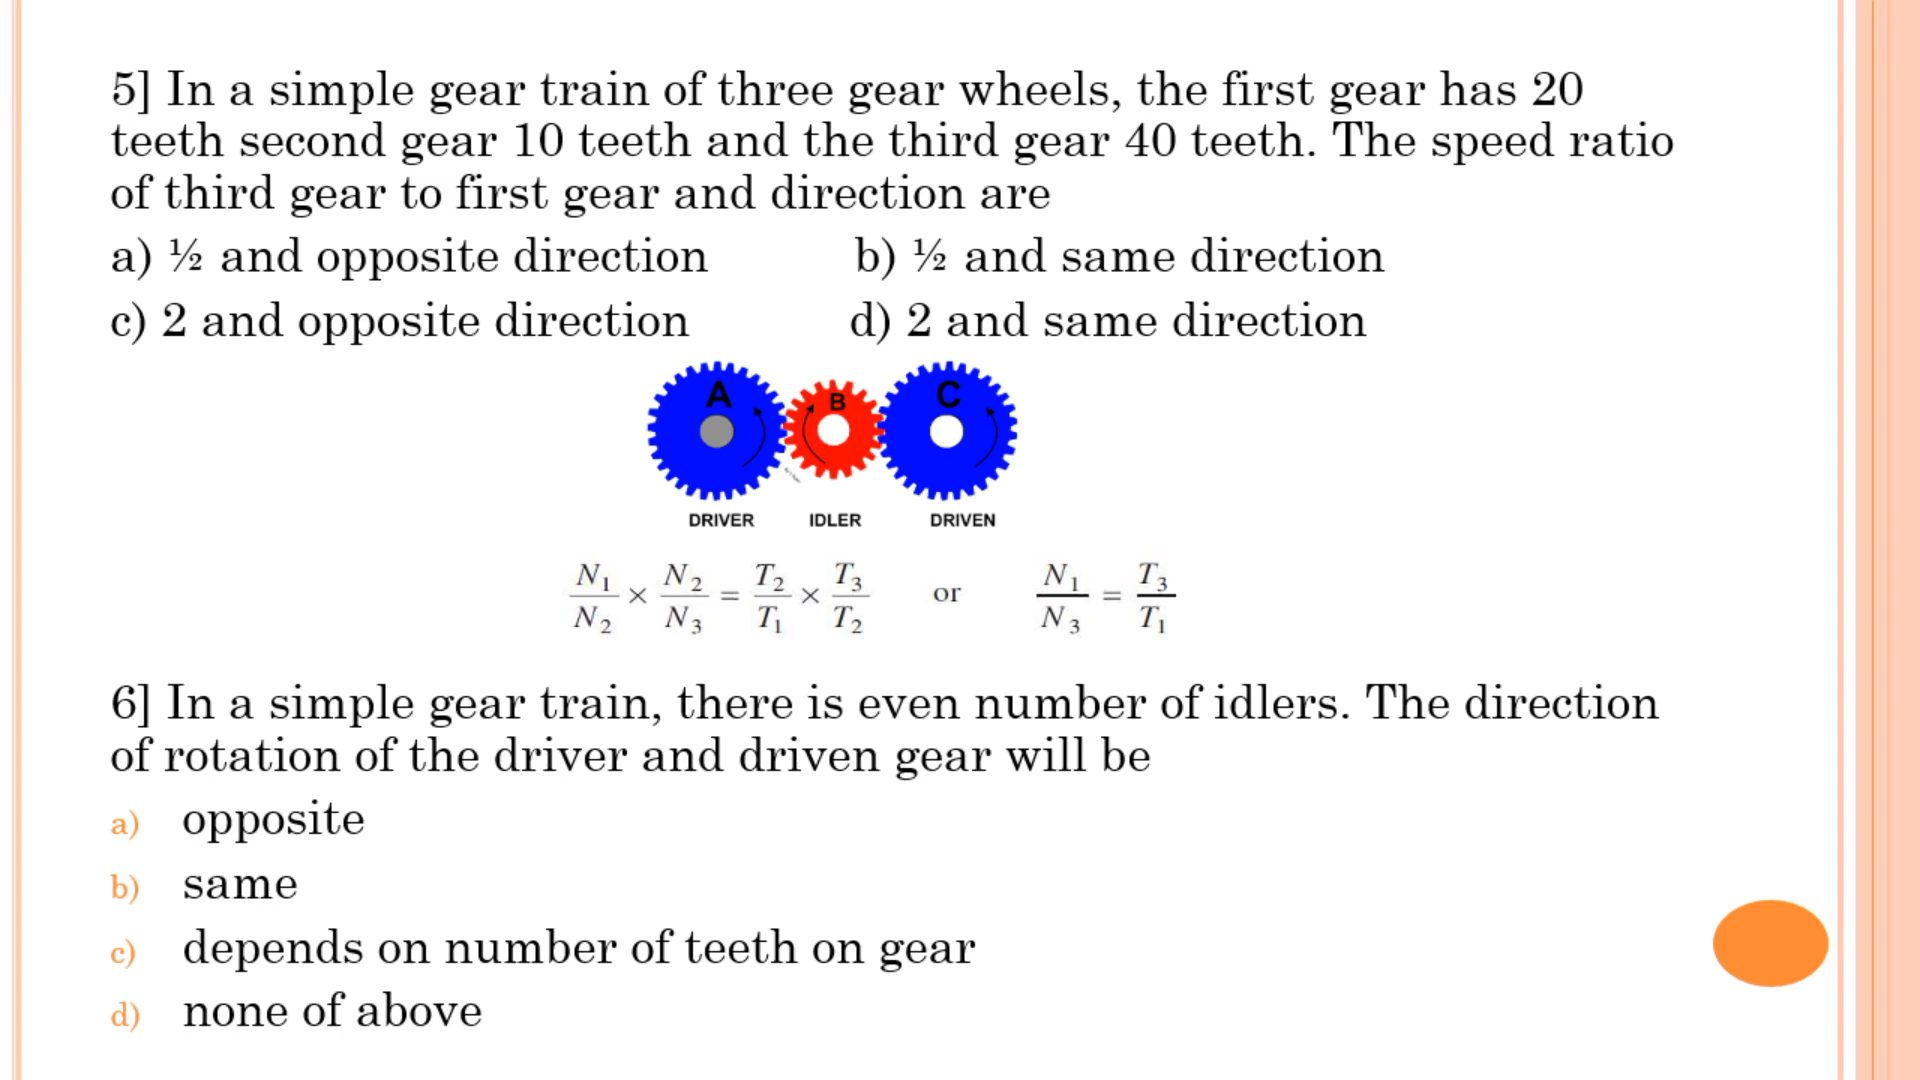 5] In a simple gear train of three gear wheels, the first gear has 20
teeth second gear 10 teeth and the third gear 40 teeth. The speed ratio
of third gear to first gear and direction are
a) ½ and opposite direction b) ½ and same direction
c) 2 and opposite direction d) 2 and same direction
A B C
DRIVER IDLER DRIVEN
N₁/N₂ × N₂/N₃ = T₂/T₁ × T₃/T₂ or N₁/N₃ = T₃/T₁
6] In a simple gear train, there is even number of idlers. The direction
of rotation of the driver and driven gear will be
a) opposite
b) same
c) depends on number of teeth on gear
d) none of above